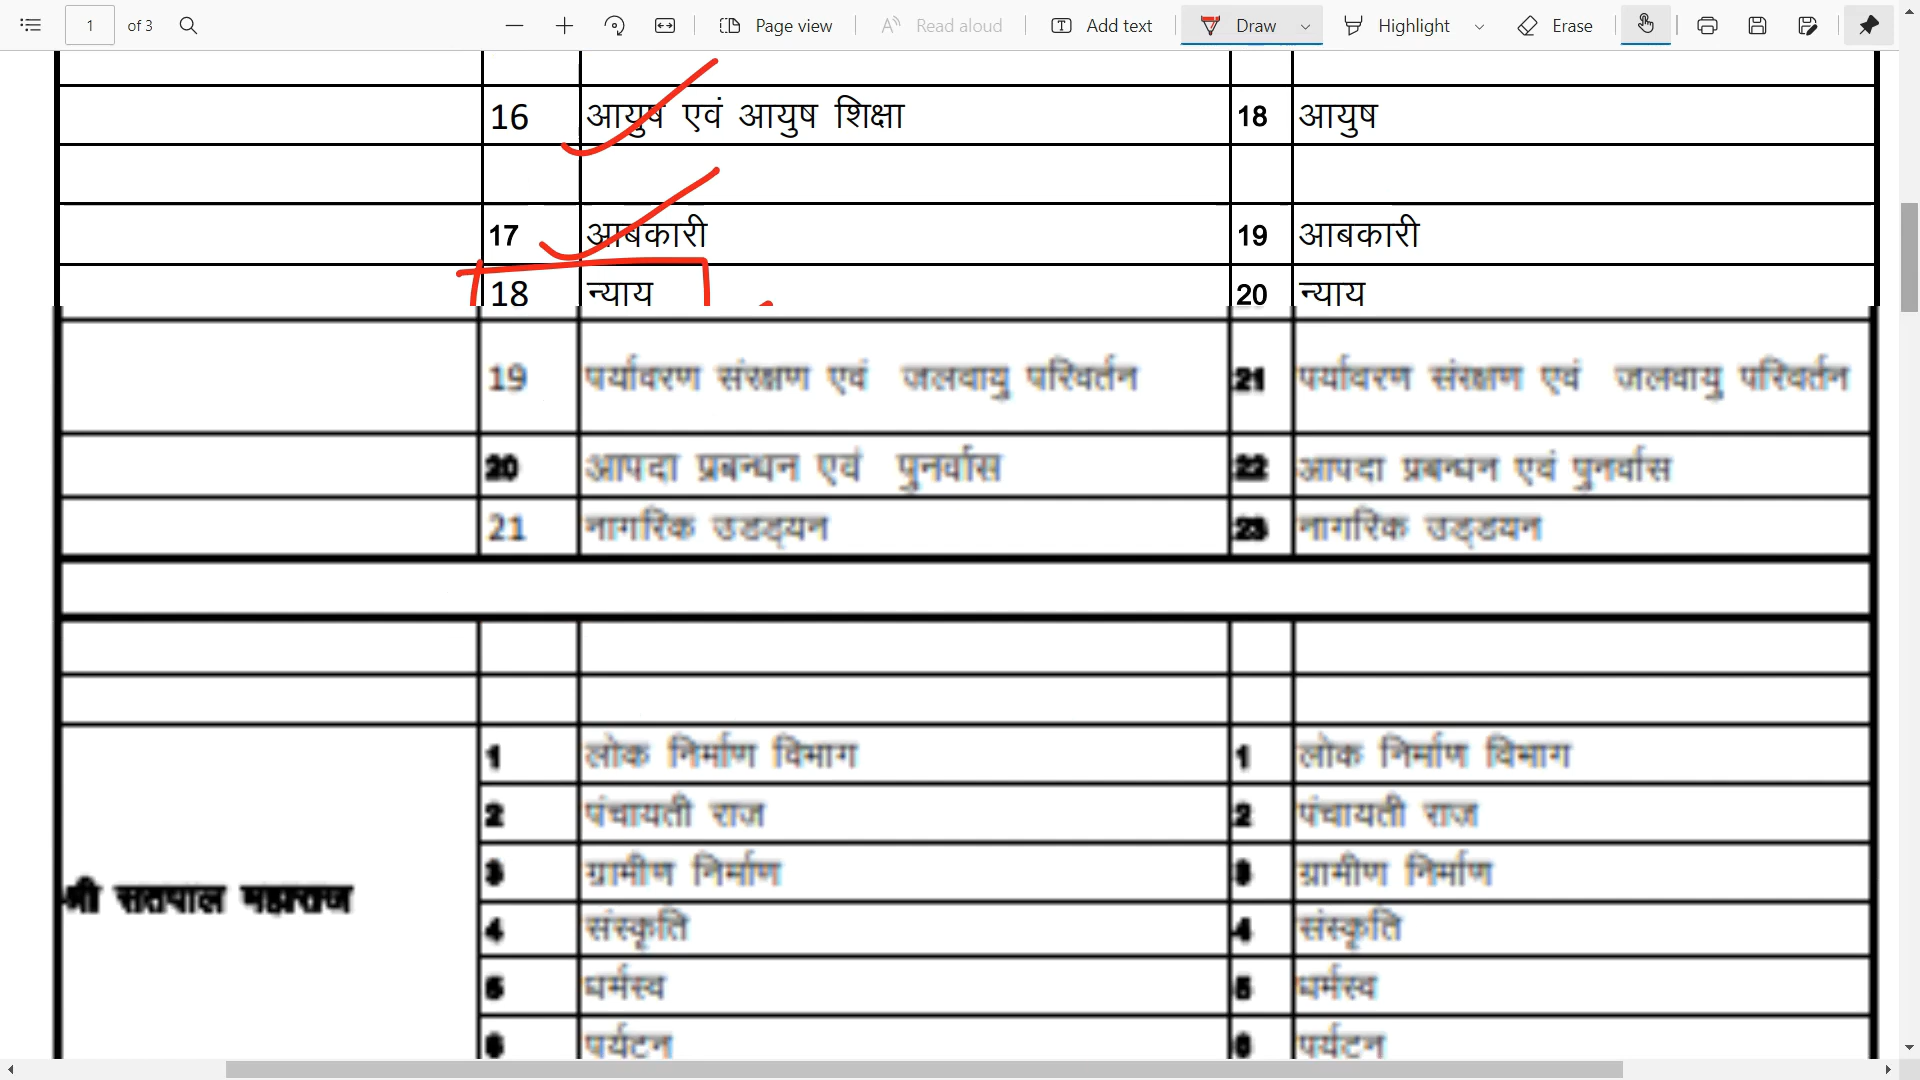 1 of 3 Page view Read aloud Add text Draw Highlight Erase
16 आयुष एवं आयुष शिक्षा 18 आयुष
17 आबकारी 19 आबकारी
18 न्याय 20 न्याय
19 पर्यावरण संरक्षण एवं जलवायु परिवर्तन 21 पर्यावरण संरक्षण एवं जलवायु परिवर्तन
20 आपदा प्रबन्धन एवं पुनर्वास 22 आपदा प्रबन्धन एवं पुनर्वास
21 नागरिक उडड्यन 23 नागरिक उड्डयन
1 लोक निर्माण विभाग 1 लोक निर्माण विभाग
2 पंचायती राज 2 पंचायती राज
3 ग्रामीण निर्माण 3 ग्रामीण निर्माण
श्री सतपाल महाराज
4 संस्कृति 4 संस्कृति
5 धर्मस्व 5 धर्मस्व
6 पर्यटन 6 पर्यटन